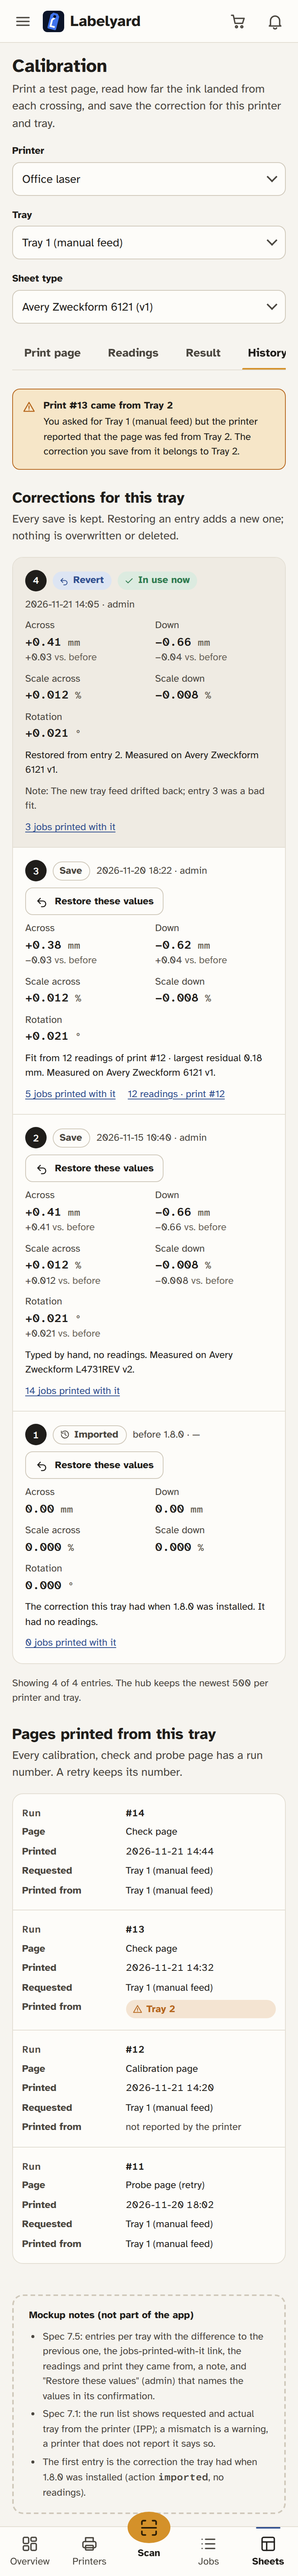 Labelyard
Calibration
Print a test page, read how far the ink landed from
each crossing, and save the correction for this printer
and tray.
Printer
Office laser
Tray
Tray 1 (manual feed)
Sheet type
Avery Zweckform 6121 (v1)
Print page Readings Result History
Print #13 came from Tray 2
You asked for Tray 1 (manual feed) but the printer
reported that the page was fed from Tray 2. The
correction you save from it belongs to Tray 2.
Corrections for this tray
Every save is kept. Restoring an entry adds a new one;
nothing is overwritten or deleted.
4 Revert In use now
2026-11-21 14:05 · admin
Across Down
+0.41 mm −0.66 mm
+0.03 vs. before −0.04 vs. before
Scale across Scale down
+0.012 % −0.008 %
Rotation
+0.021 °
Restored from entry 2. Measured on Avery Zweckform
6121 v1.
Note: The new tray feed drifted back; entry 3 was a bad
fit.
3 jobs printed with it
3 Save 2026-11-20 18:22 · admin
Restore these values
Across Down
+0.38 mm −0.62 mm
−0.03 vs. before +0.04 vs. before
Scale across Scale down
+0.012 % −0.008 %
Rotation
+0.021 °
Fit from 12 readings of print #12 · largest residual 0.18
mm. Measured on Avery Zweckform 6121 v1.
5 jobs printed with it 12 readings · print #12
2 Save 2026-11-15 10:40 · admin
Restore these values
Across Down
+0.41 mm −0.66 mm
+0.41 vs. before −0.66 vs. before
Scale across Scale down
+0.012 % −0.008 %
+0.012 vs. before −0.008 vs. before
Rotation
+0.021 °
+0.021 vs. before
Typed by hand, no readings. Measured on Avery
Zweckform L4731REV v2.
14 jobs printed with it
1 Imported before 1.8.0 · —
Restore these values
Across Down
0.00 mm 0.00 mm
Scale across Scale down
0.000 % 0.000 %
Rotation
0.000 °
The correction this tray had when 1.8.0 was installed. It
had no readings.
0 jobs printed with it
Showing 4 of 4 entries. The hub keeps the newest 500 per
printer and tray.
Pages printed from this tray
Every calibration, check and probe page has a run
number. A retry keeps its number.
Run #14
Page Check page
Printed 2026-11-21 14:44
Requested Tray 1 (manual feed)
Printed from Tray 1 (manual feed)
Run #13
Page Check page
Printed 2026-11-21 14:32
Requested Tray 1 (manual feed)
Printed from Tray 2
Run #12
Page Calibration page
Printed 2026-11-21 14:20
Requested Tray 1 (manual feed)
Printed from not reported by the printer
Run #11
Page Probe page (retry)
Printed 2026-11-20 18:02
Requested Tray 1 (manual feed)
Printed from Tray 1 (manual feed)
Mockup notes (not part of the app)
• Spec 7.5: entries per tray with the difference to the
previous one, the jobs-printed-with-it link, the
readings and print they came from, a note, and
"Restore these values" (admin) that names the
values in its confirmation.
• Spec 7.1: the run list shows requested and actual
tray from the printer (IPP); a mismatch is a warning,
a printer that does not report it says so.
• The first entry is the correction the tray had when
1.8.0 was installed (action imported, no
readings).
Overview Printers Scan Jobs Sheets